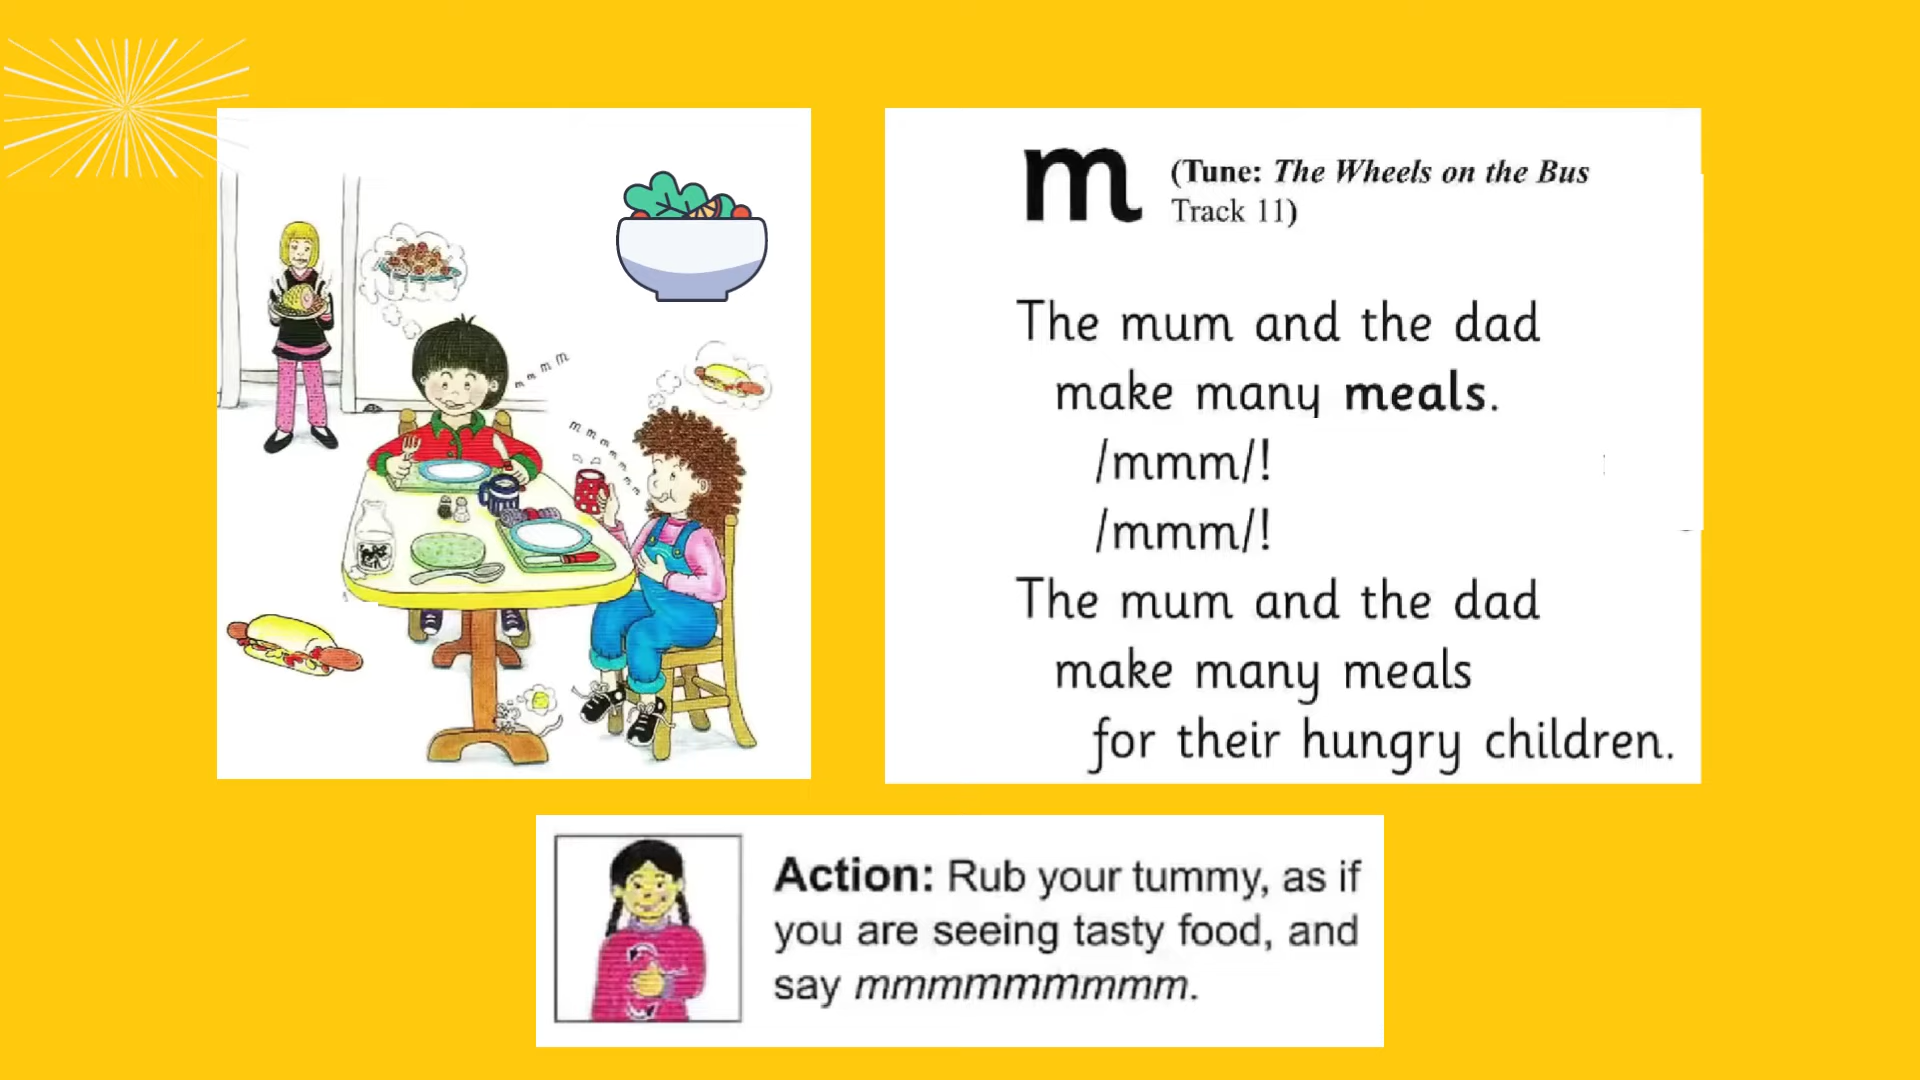 m m m m
m m m m m m m
m (Tune: The Wheels on the Bus
Track 11)
The mum and the dad
make many meals.
/mmm/!
/mmm/!
The mum and the dad
make many meals
for their hungry children.
Action: Rub your tummy, as if
you are seeing tasty food, and
say mmmmmmmmmm.